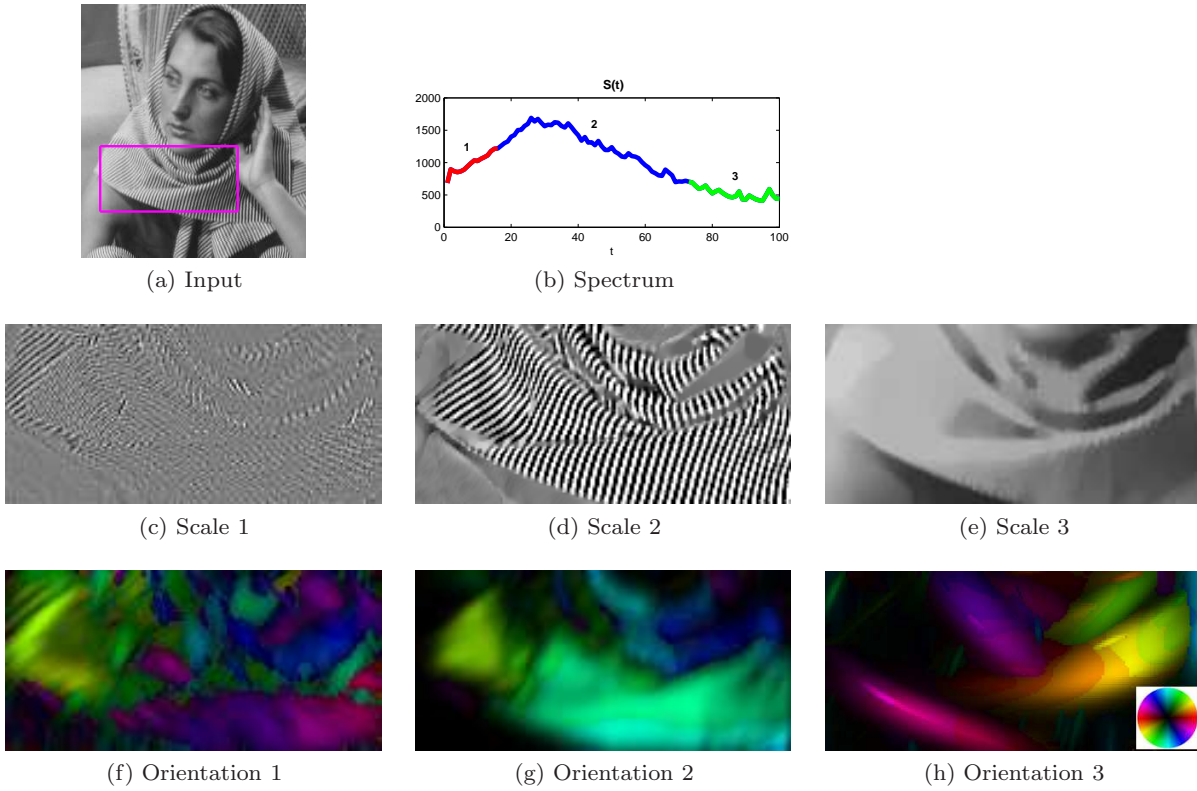 S(t)
2000
1500
1000
500
0
0 20 40 60 80 100
t
1
2
3
(a) Input
(b) Spectrum
(c) Scale 1
(d) Scale 2
(e) Scale 3
(f) Orientation 1
(g) Orientation 2
(h) Orientation 3